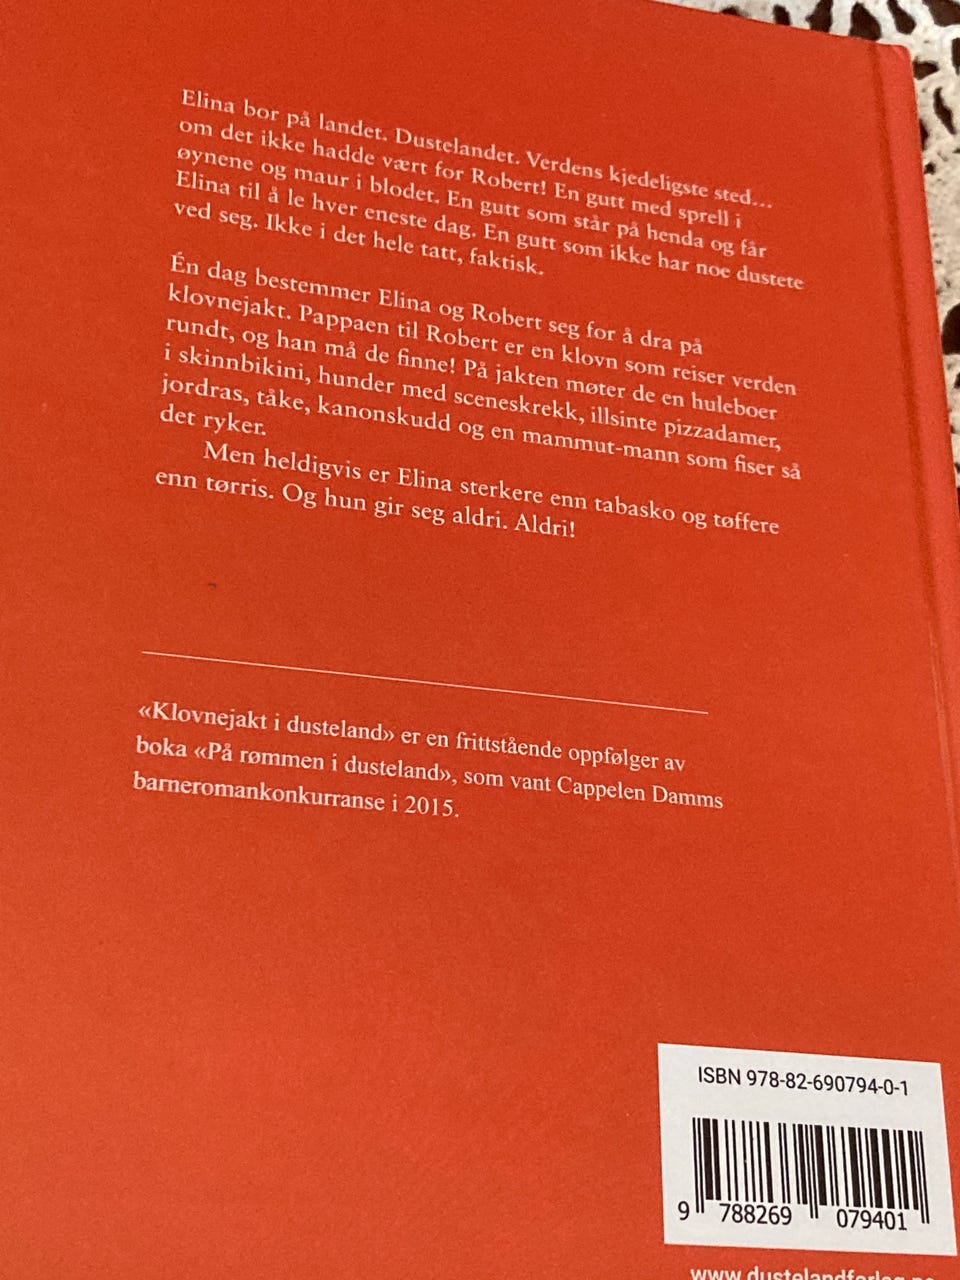 Elina bor på landet. Dustelandet. Verdens kjedeligste sted...
om det ikke hadde vært for Robert! En gutt med sprell i
øynene og maur i blodet. En gutt som står på henda og får
Elina til å le hver eneste dag. En gutt som ikke har noe dustete
ved seg. Ikke i det hele tatt, faktisk.
Én dag bestemmer Elina og Robert seg for å dra på
klovnejakt. Pappaen til Robert er en klovn som reiser verden
rundt, og han må de finne! På jakten møter de en huleboer
i skinnbikini, hunder med sceneskrekk, illsinte pizzadamer,
jordras, tåke, kanonskudd og en mammut-mann som fiser så
det ryker.
Men heldigvis er Elina sterkere enn tabasko og tøffere
enn tørris. Og hun gir seg aldri. Aldri!
«Klovnejakt i dusteland» er en frittstående oppfølger av
boka «På rømmen i dusteland», som vant Cappelen Damms
barneromankonkurranse i 2015.
ISBN 978-82-690794-0-1
9 788269 079401
www.dustelandforlag.no